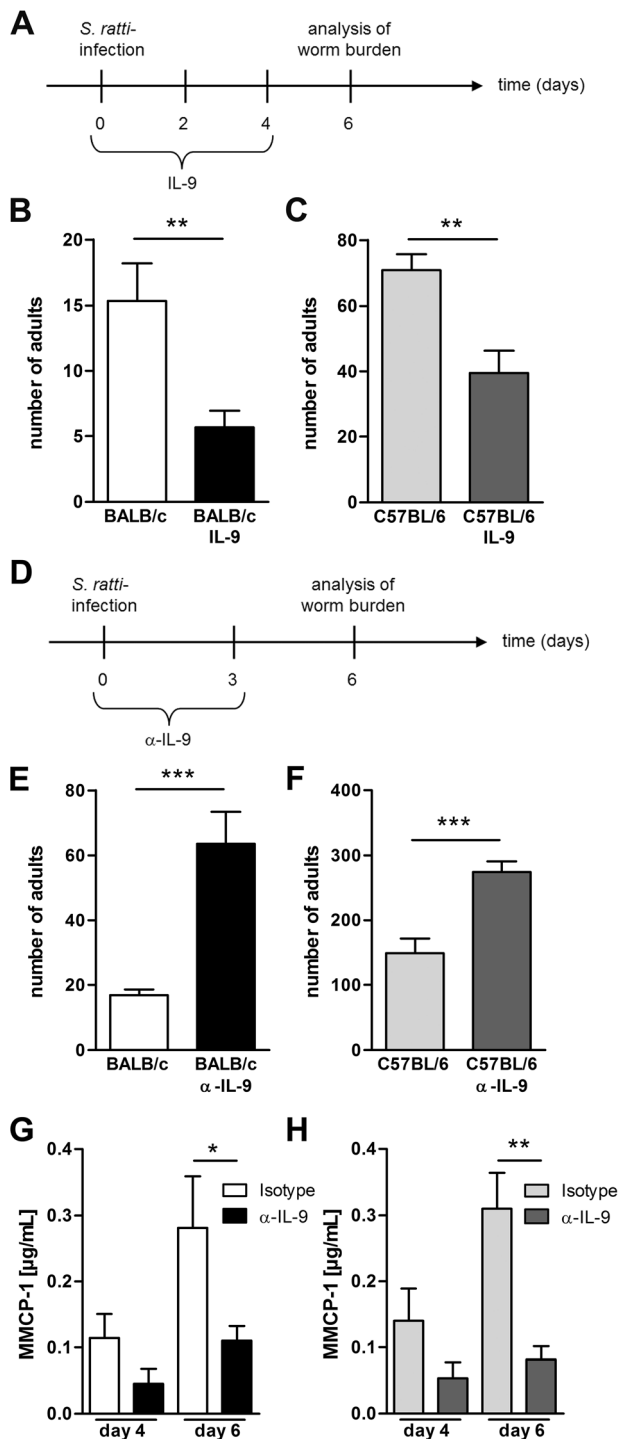 A
S. ratti-
infection
analysis of
worm burden
time (days)
0 2 4 6
IL-9
B
**
number of adults
20
15
10
5
0
BALB/c
BALB/c
IL-9
C
**
number of adults
80
60
40
20
0
C57BL/6
C57BL/6
IL-9
D
S. ratti-
infection
analysis of
worm burden
time (days)
0 3 6
α-IL-9
E
***
number of adults
80
60
40
20
0
BALB/c
BALB/c
α-IL-9
F
***
number of adults
400
300
200
100
0
C57BL/6
C57BL/6
α-IL-9
G
*
MMCP-1 [µg/mL]
0.4
0.3
0.2
0.1
0.0
Isotype
α-IL-9
day 4 day 6
H
**
MMCP-1 [µg/mL]
0.4
0.3
0.2
0.1
0.0
Isotype
α-IL-9
day 4 day 6